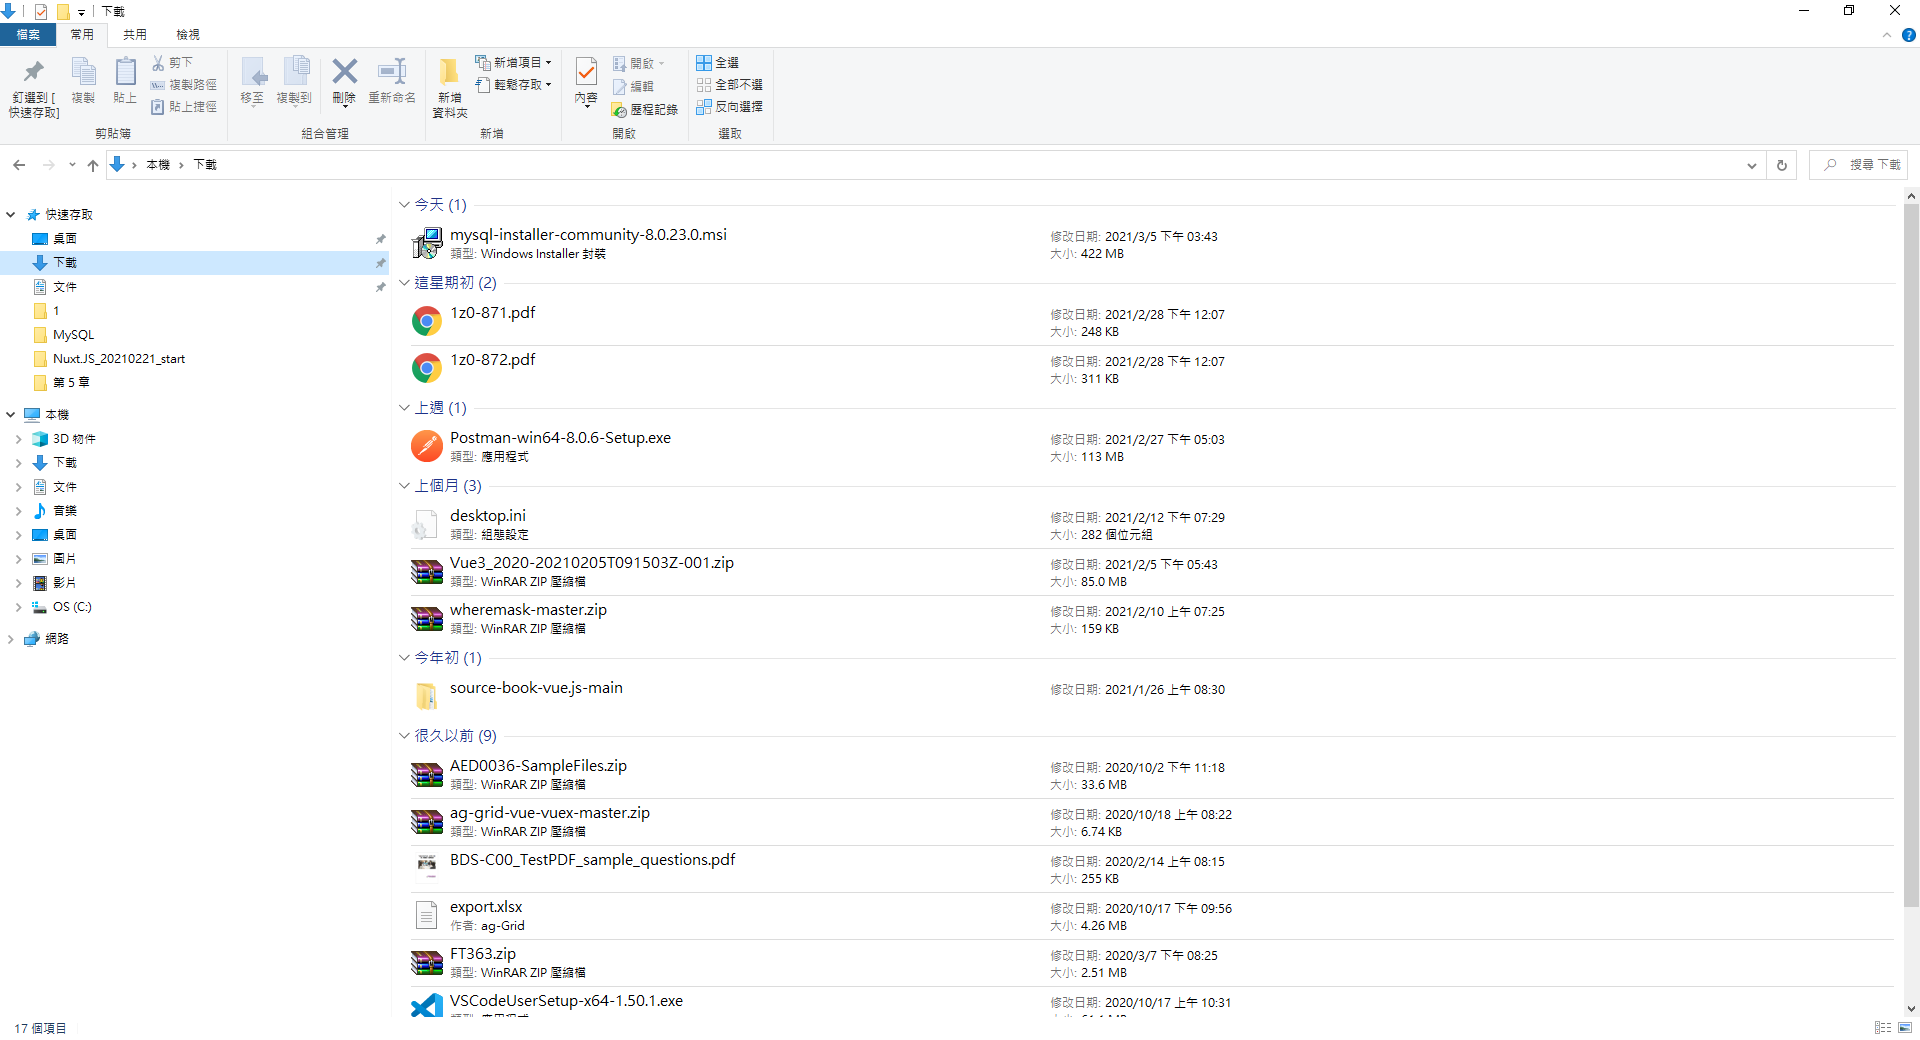 下載
檔案 常用 共用 檢視
釘選到 [
快速存取]
複製
貼上
剪下
複製路徑
貼上捷徑
剪貼簿
移至
複製到
刪除
重新命名
組合管理
新增
資料夾
新增項目
輕鬆存取
新增
內容
開啟
編輯
歷程記錄
開啟
全選
全部不選
反向選擇
選取
本機 › 下載
搜尋 下載
快速存取
桌面
下載
文件
1
MySQL
Nuxt.JS_20210221_start
第 5 章
本機
3D 物件
下載
文件
音樂
桌面
圖片
影片
OS (C:)
網路
今天 (1)
mysql-installer-community-8.0.23.0.msi
類型: Windows Installer 封裝
修改日期: 2021/3/5 下午 03:43
大小: 422 MB
這星期初 (2)
1z0-871.pdf
修改日期: 2021/2/28 下午 12:07
大小: 248 KB
1z0-872.pdf
修改日期: 2021/2/28 下午 12:07
大小: 311 KB
上週 (1)
Postman-win64-8.0.6-Setup.exe
類型: 應用程式
修改日期: 2021/2/27 下午 05:03
大小: 113 MB
上個月 (3)
desktop.ini
類型: 組態設定
修改日期: 2021/2/12 下午 07:29
大小: 282 個位元組
Vue3_2020-20210205T091503Z-001.zip
類型: WinRAR ZIP 壓縮檔
修改日期: 2021/2/5 下午 05:43
大小: 85.0 MB
wheremask-master.zip
類型: WinRAR ZIP 壓縮檔
修改日期: 2021/2/10 上午 07:25
大小: 159 KB
今年初 (1)
source-book-vue.js-main
修改日期: 2021/1/26 上午 08:30
很久以前 (9)
AED0036-SampleFiles.zip
類型: WinRAR ZIP 壓縮檔
修改日期: 2020/10/2 下午 11:18
大小: 33.6 MB
ag-grid-vue-vuex-master.zip
類型: WinRAR ZIP 壓縮檔
修改日期: 2020/10/18 上午 08:22
大小: 6.74 KB
BDS-C00_TestPDF_sample_questions.pdf
修改日期: 2020/2/14 上午 08:15
大小: 255 KB
export.xlsx
作者: ag-Grid
修改日期: 2020/10/17 下午 09:56
大小: 4.26 MB
FT363.zip
類型: WinRAR ZIP 壓縮檔
修改日期: 2020/3/7 下午 08:25
大小: 2.51 MB
VSCodeUserSetup-x64-1.50.1.exe
修改日期: 2020/10/17 上午 10:31
17 個項目